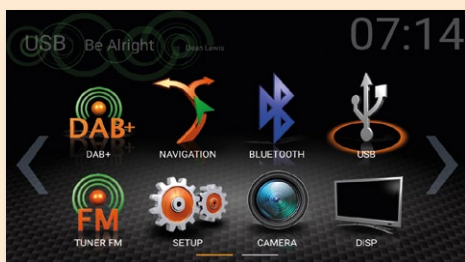 USB Be Alright Dean Lewis 07:14
DAB+
DAB+ NAVIGATION BLUETOOTH USB
FM
TUNER FM SETUP CAMERA DISP